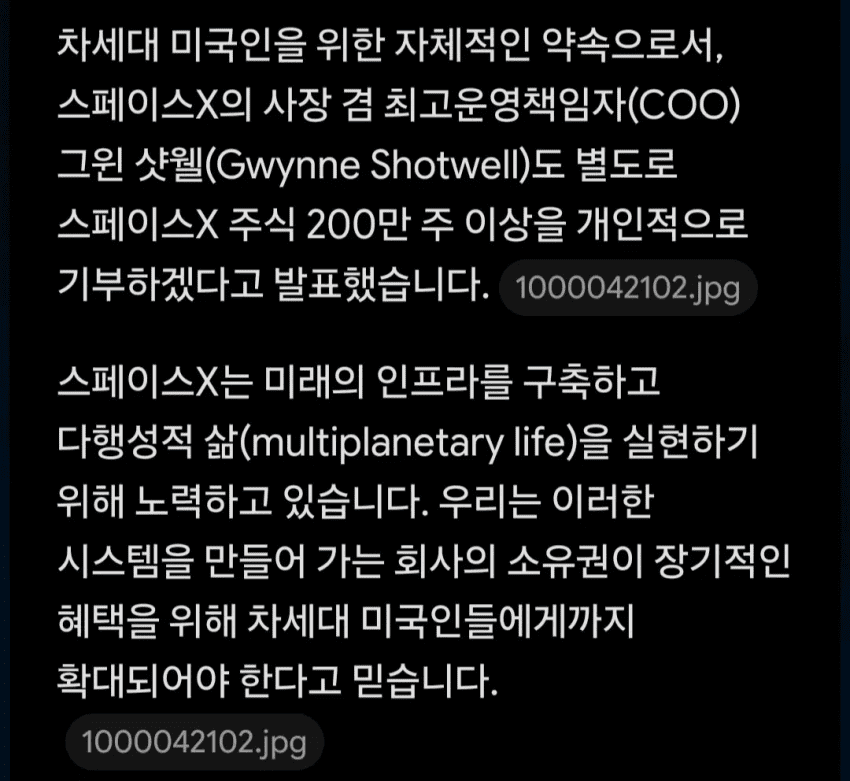 차세대 미국인을 위한 자체적인 약속으로서,
스페이스X의 사장 겸 최고운영책임자(COO)
그윈 샷웰(Gwynne Shotwell)도 별도로
스페이스X 주식 200만 주 이상을 개인적으로
기부하겠다고 발표했습니다. 1000042102.jpg
스페이스X는 미래의 인프라를 구축하고
다행성적 삶(multiplanetary life)을 실현하기
위해 노력하고 있습니다. 우리는 이러한
시스템을 만들어 가는 회사의 소유권이 장기적인
혜택을 위해 차세대 미국인들에게까지
확대되어야 한다고 믿습니다.
1000042102.jpg